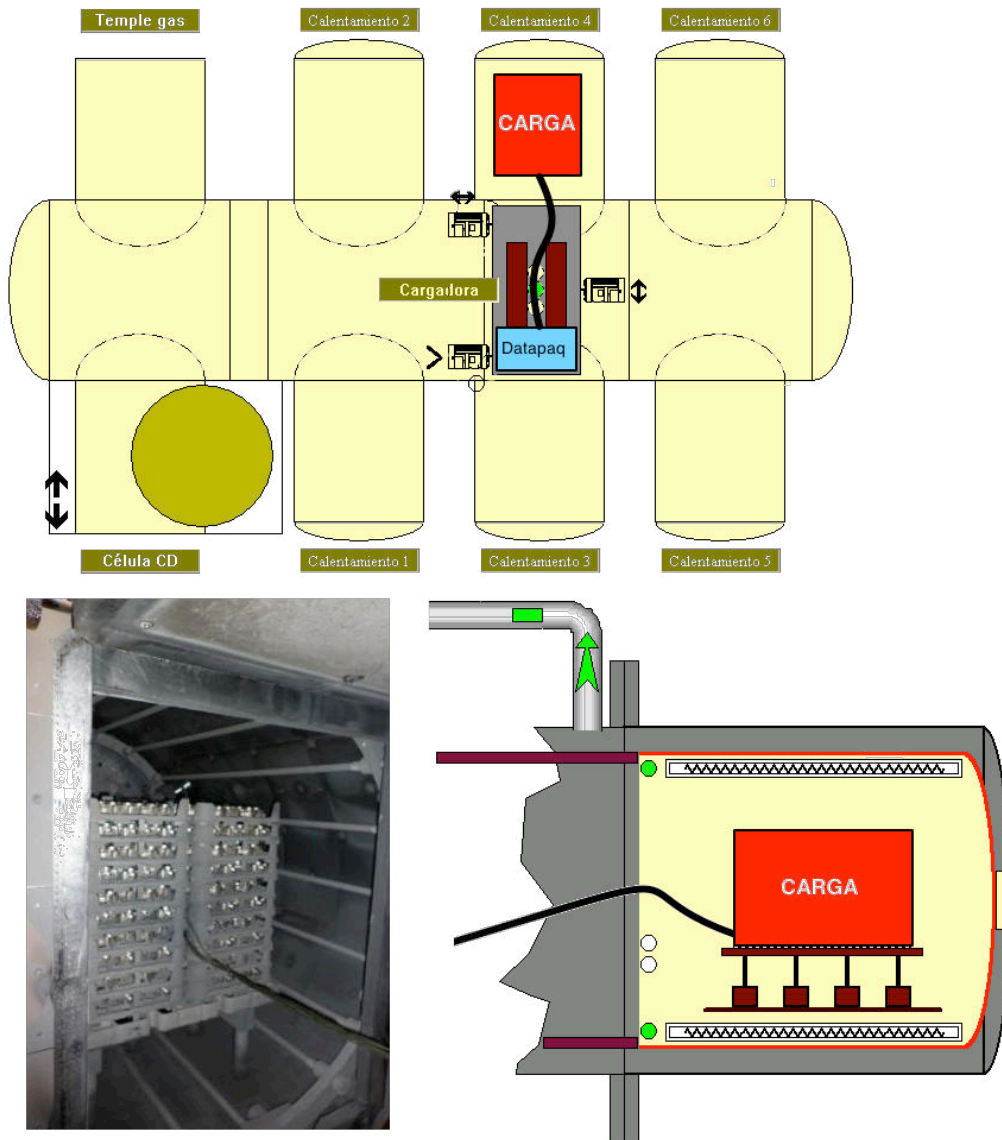 Temple gas
Calentamiento 2
Calentamiento 4
Calentamiento 6
CARGA
Cargadora
Datapaq
Célula CD
Calentamiento 1
Calentamiento 3
Calentamiento 5
CARGA